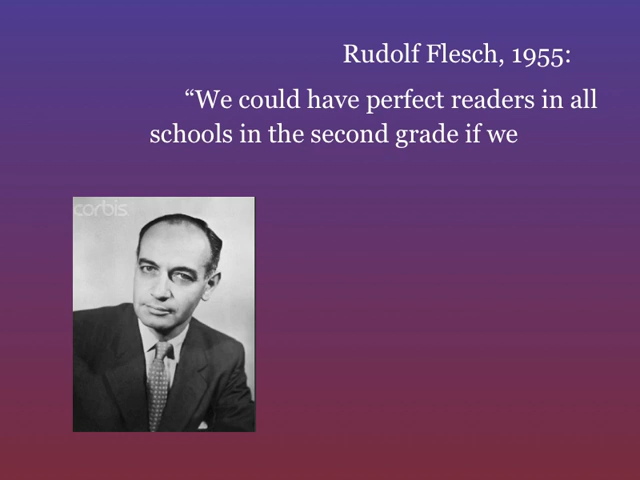 Rudolf Flesch, 1955:
“We could have perfect readers in all
schools in the second grade if we
corbis.